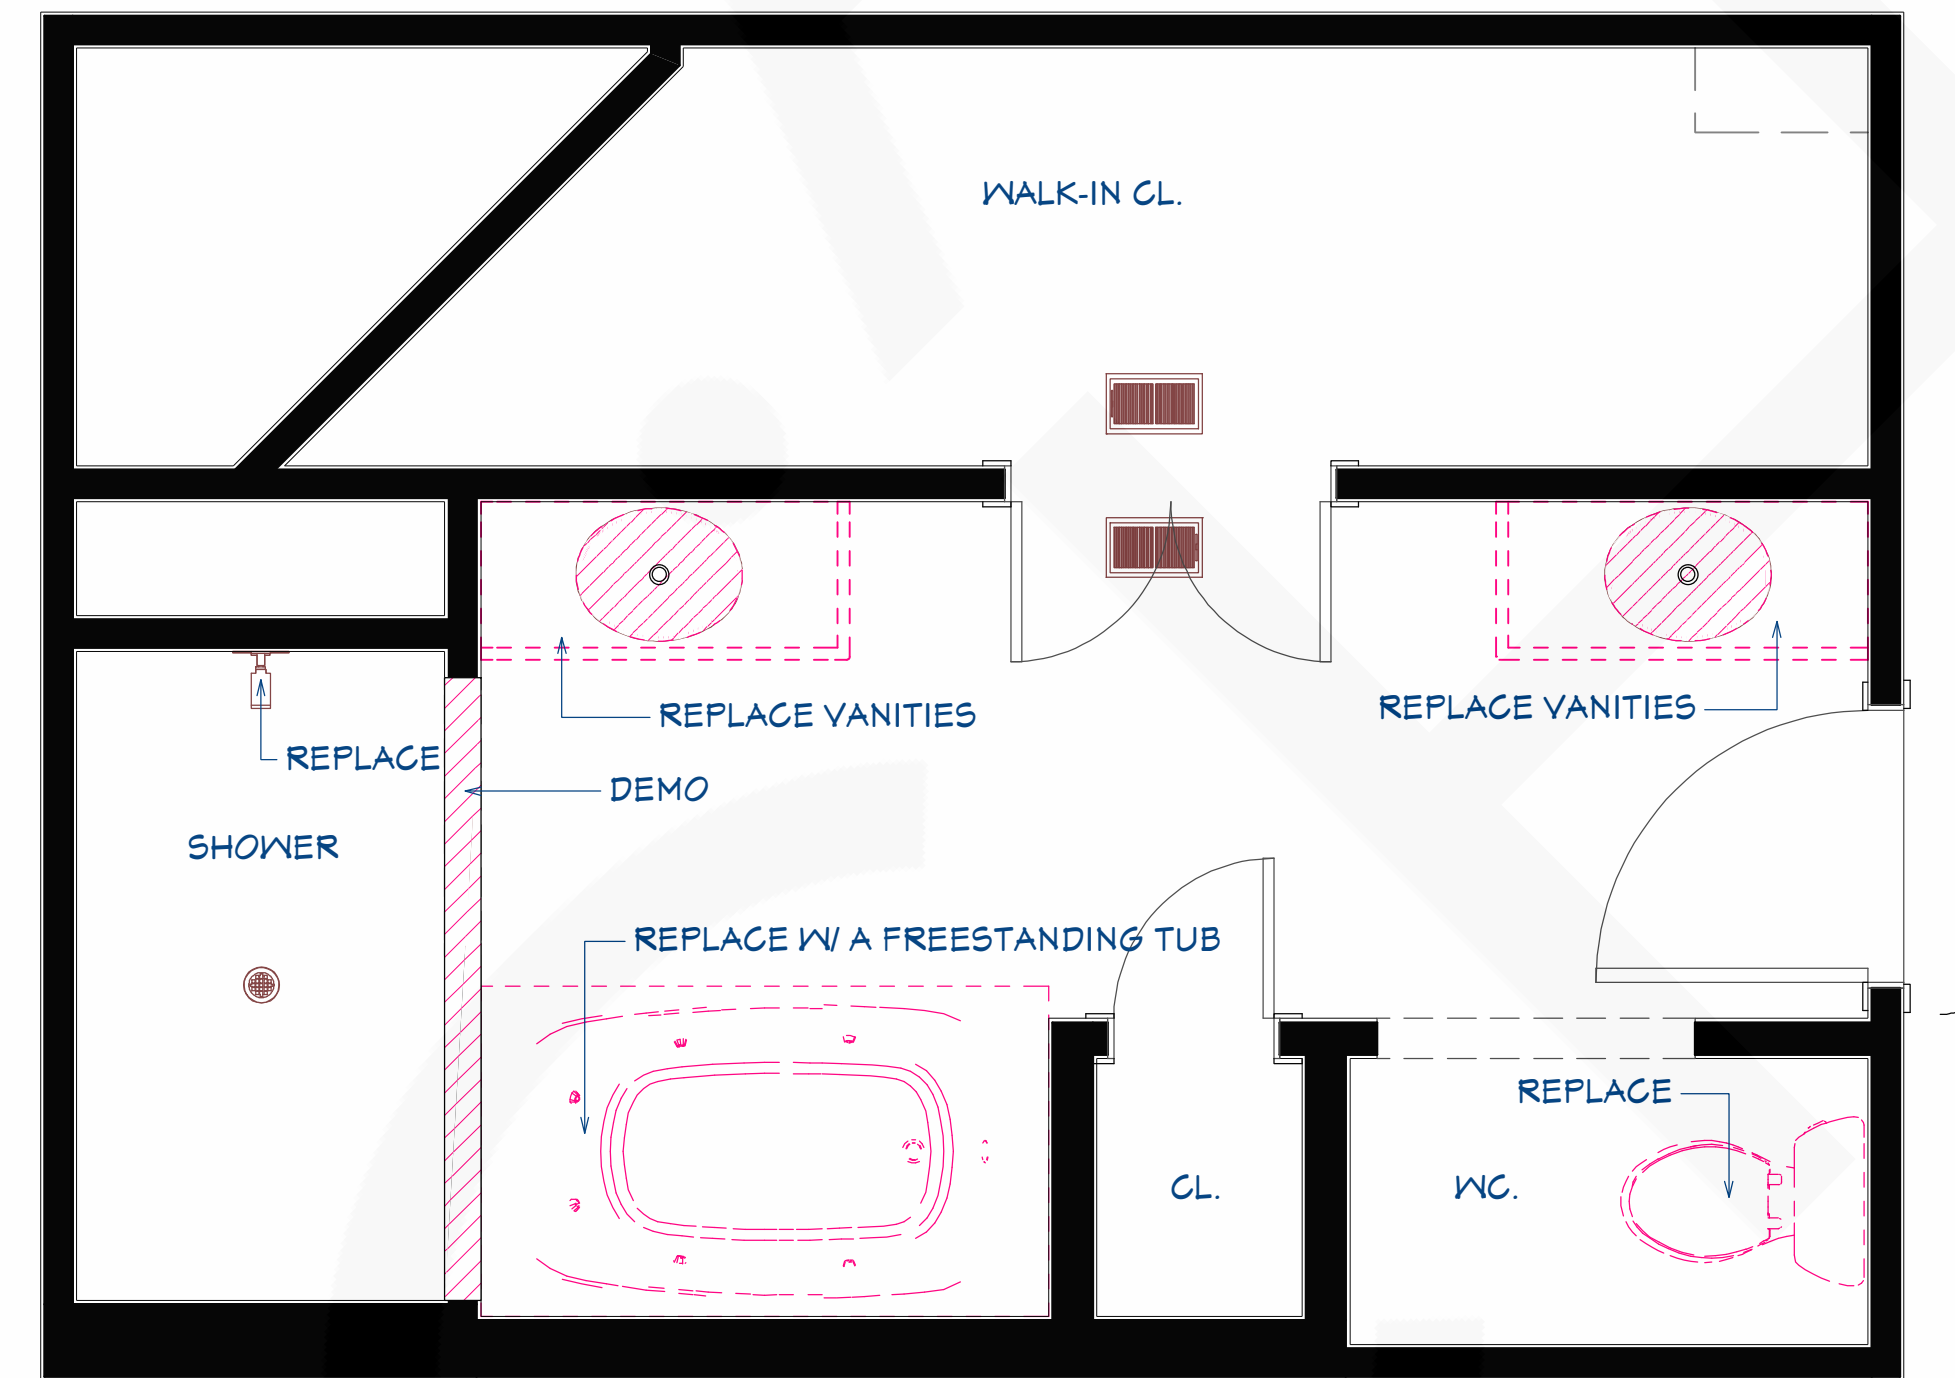 WALK-IN CL.
REPLACE VANITIES
REPLACE VANITIES
REPLACE
DEMO
SHOWER
REPLACE W/ A FREESTANDING TUB
REPLACE
CL.
WC.